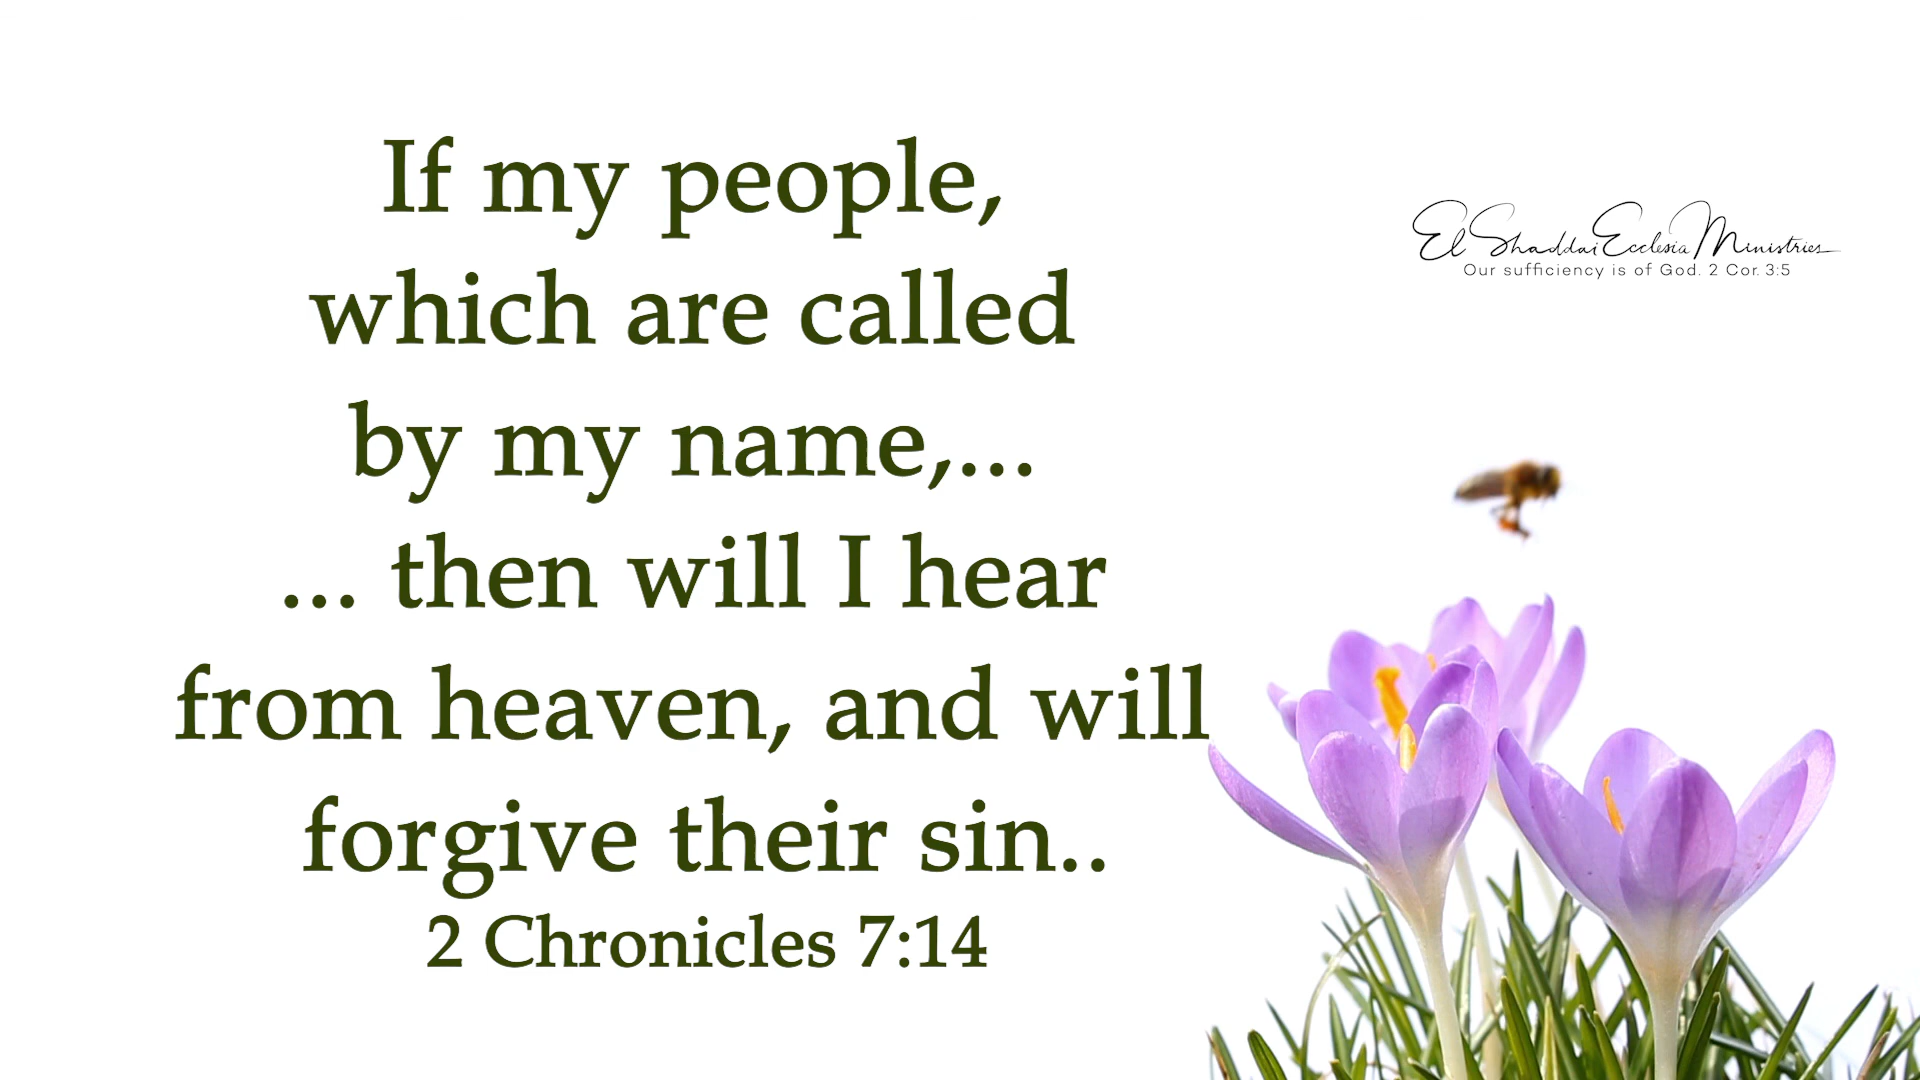 If my people,
which are called
by my name,...
... then will I hear
from heaven, and will
forgive their sin..
2 Chronicles 7:14
El Shaddai Ecclesia Ministries
Our sufficiency is of God. 2 Cor. 3:5